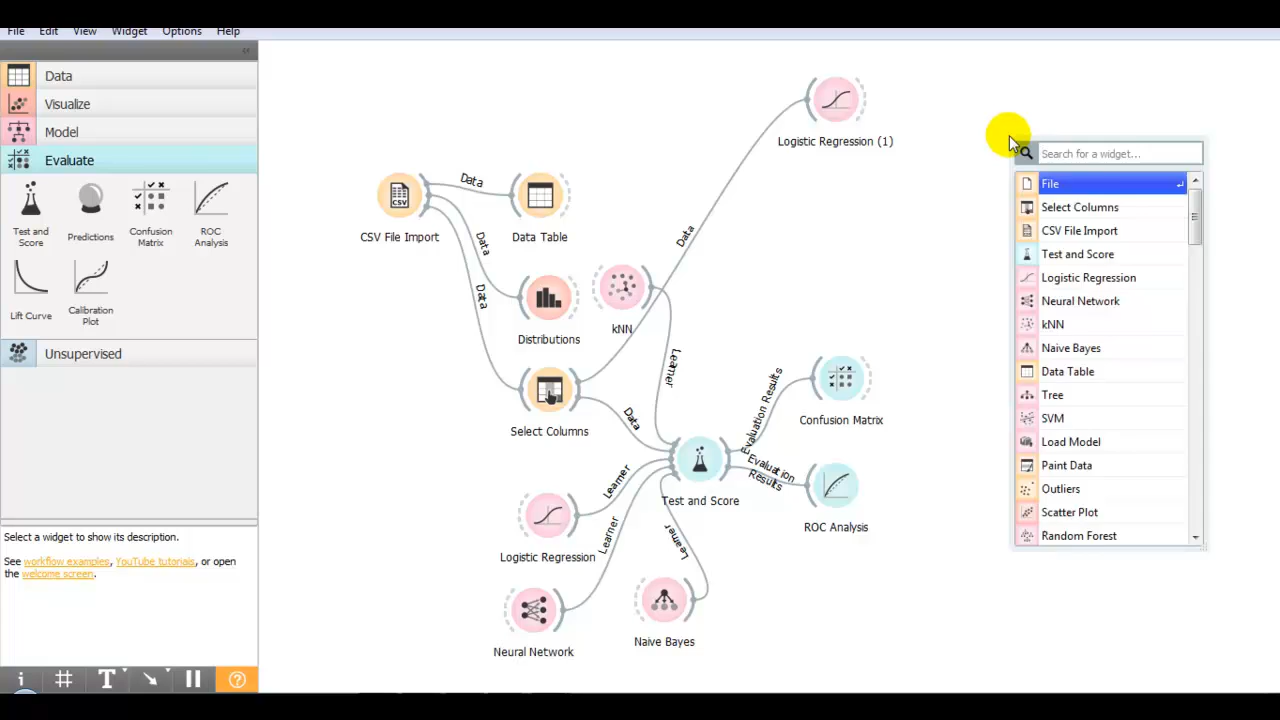 File Edit View Widget Options Help
Data
Visualize
Model
Evaluate
Test and
Score
Predictions
Confusion
Matrix
ROC
Analysis
Lift Curve
Calibration
Plot
Unsupervised
Select a widget to show its description.
See workflow examples, YouTube tutorials, or open
the welcome screen.
i
T
?
Logistic Regression (1)
CSV
CSV File Import
Data
Data Table
Data
Data
Data
Distributions
kNN
Learner
Select Columns
Data
Evaluation Results
Confusion Matrix
Evaluation
Results
Test and Score
ROC Analysis
Learner
Logistic Regression
Learner
Learner
Neural Network
Naive Bayes
Search for a widget...
File
Select Columns
CSV File Import
Test and Score
Logistic Regression
Neural Network
kNN
Naive Bayes
Data Table
Tree
SVM
Load Model
Paint Data
Outliers
Scatter Plot
Random Forest